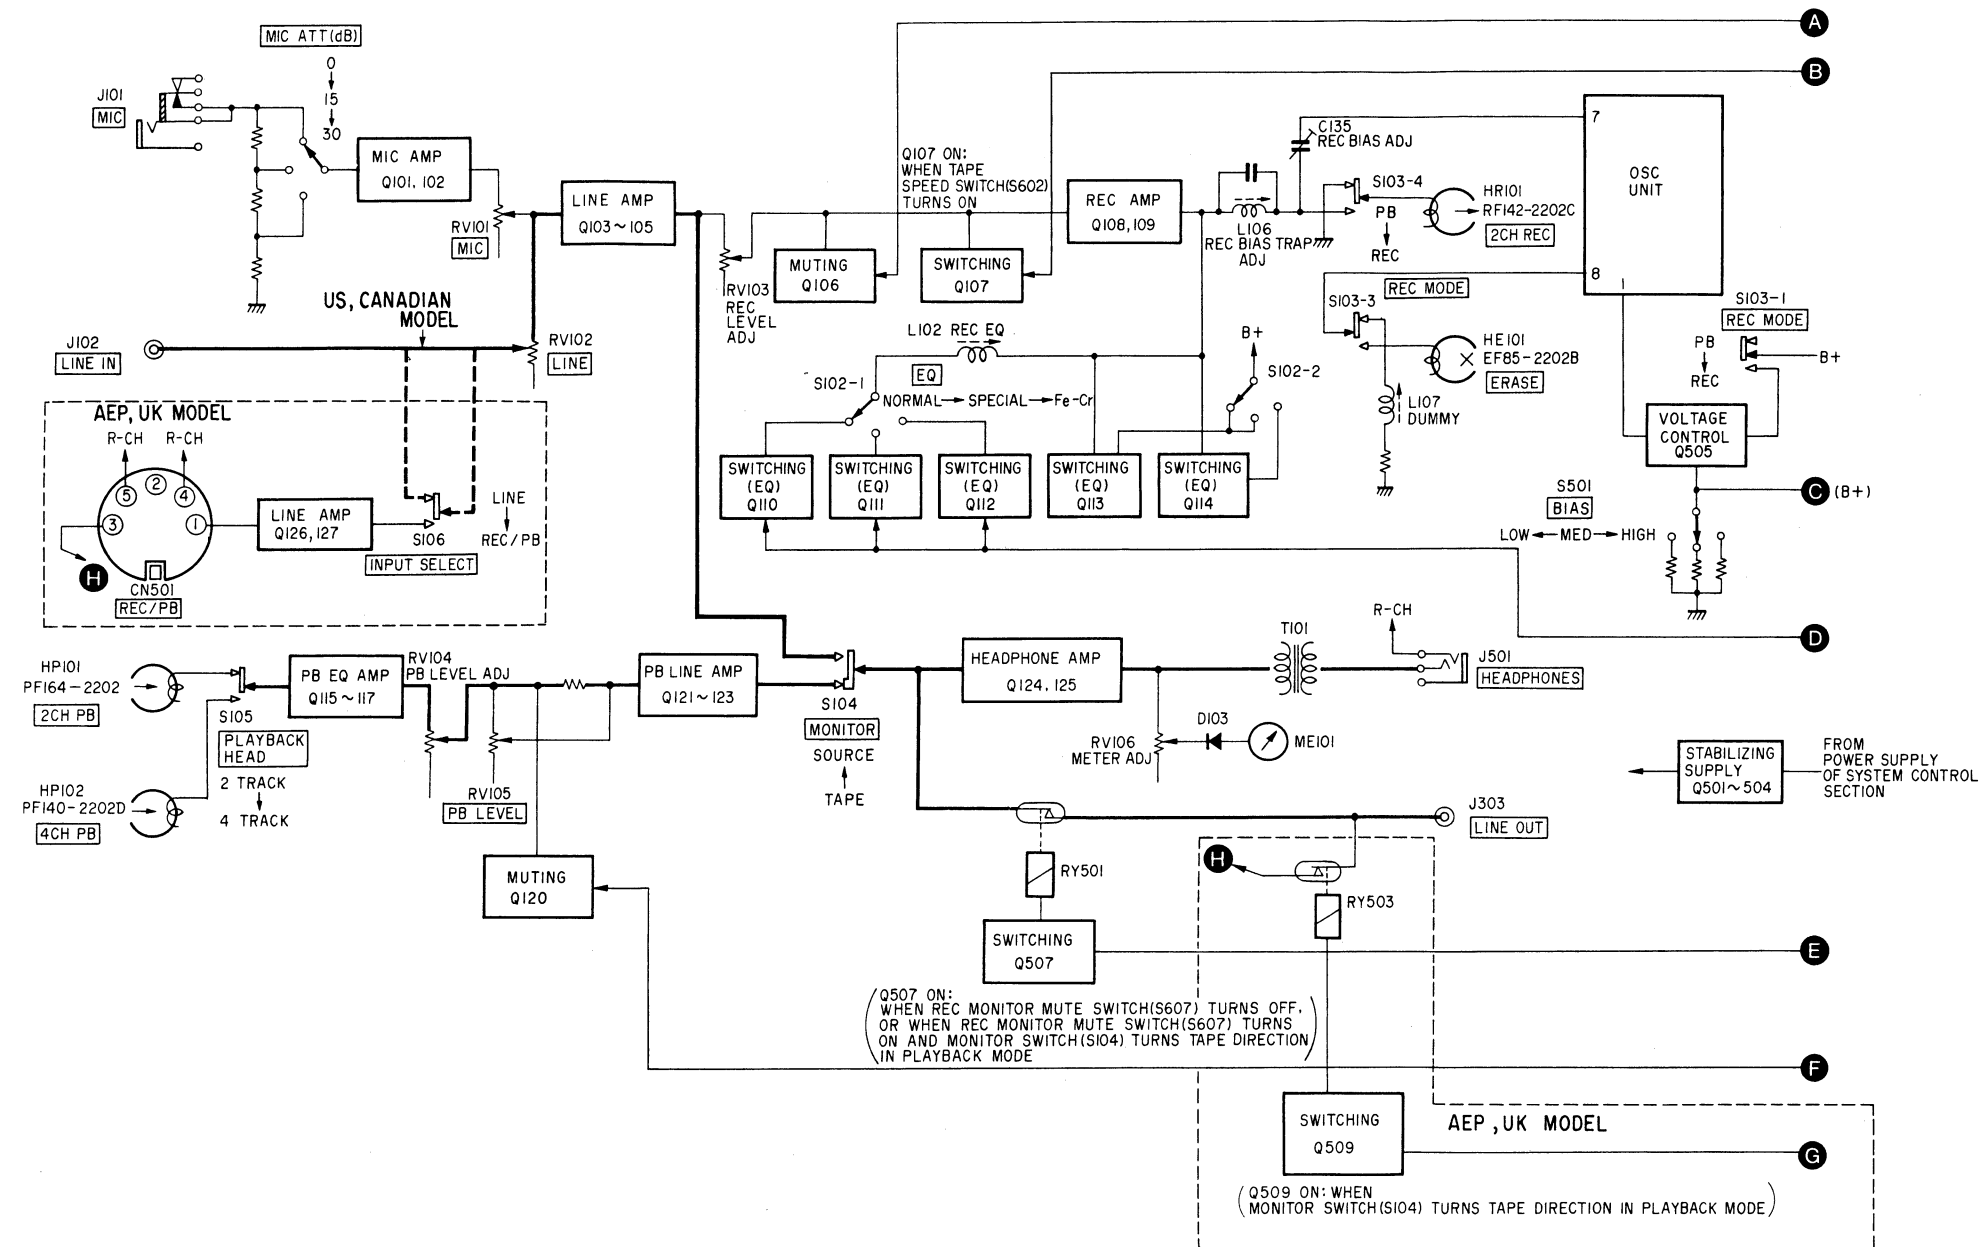 A
MIC ATT(dB)
0
15
30
B
J101
MIC
MIC AMP
Q101, 102
RV101
MIC
LINE AMP
Q103~105
Q107 ON:
WHEN TAPE
SPEED SWITCH(S602)
TURNS ON
REC AMP
Q108, 109
C135
REC BIAS ADJ
L106
REC BIAS TRAP
ADJ
S103-4
PB
REC
HR101
RF142-2202C
2CH REC
7
OSC
UNIT
8
1
MUTING
Q106
SWITCHING
Q107
RV103
REC
LEVEL
ADJ
REC MODE
S103-3
S103-1
REC MODE
PB
REC
B+
HE101
EF85-2202B
ERASE
L107
DUMMY
US, CANADIAN
MODEL
J102
LINE IN
RV102
LINE
L102 REC EQ
EQ
S102-1
NORMAL SPECIAL Fe-Cr
B+
S102-2
SWITCHING
(EQ)
Q110
SWITCHING
(EQ)
Q111
SWITCHING
(EQ)
Q112
SWITCHING
(EQ)
Q113
SWITCHING
(EQ)
Q114
VOLTAGE
CONTROL
Q505
C (B+)
S501
BIAS
LOW MED HIGH
AEP, UK MODEL
R-CH R-CH
5
2
4
3
1
H
CN501
REC/PB
LINE AMP
Q126, 127
S106
LINE
REC/PB
INPUT SELECT
D
HP101
PF164-2202
2CH PB
S105
PLAYBACK
HEAD
2 TRACK
4 TRACK
HP102
PF140-2202D
4CH PB
PB EQ AMP
Q115~117
RV104
PB LEVEL ADJ
RV105
PB LEVEL
PB LINE AMP
Q121~123
S104
MONITOR
SOURCE
TAPE
HEADPHONE AMP
Q124, 125
T101
R-CH
J501
HEADPHONES
RV106
METER ADJ
D103
ME101
STABILIZING
SUPPLY
Q501~504
FROM
POWER SUPPLY
OF SYSTEM CONTROL
SECTION
J303
LINE OUT
MUTING
Q120
RY501
H
RY503
SWITCHING
Q507
E
Q507 ON:
WHEN REC MONITOR MUTE SWITCH(S607) TURNS OFF.
OR WHEN REC MONITOR MUTE SWITCH(S607) TURNS
ON AND MONITOR SWITCH(S104) TURNS TAPE DIRECTION
IN PLAYBACK MODE
F
SWITCHING
Q509
AEP, UK MODEL
G
Q509 ON: WHEN
MONITOR SWITCH(S104) TURNS TAPE DIRECTION IN PLAYBACK MODE